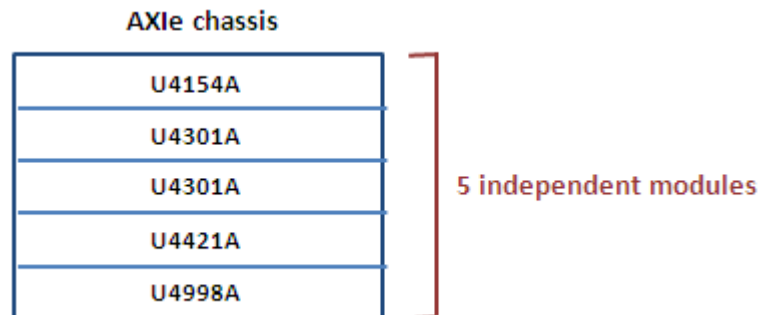 AXIe chassis
U4154A
U4301A
U4301A
5 independent modules
U4421A
U4998A